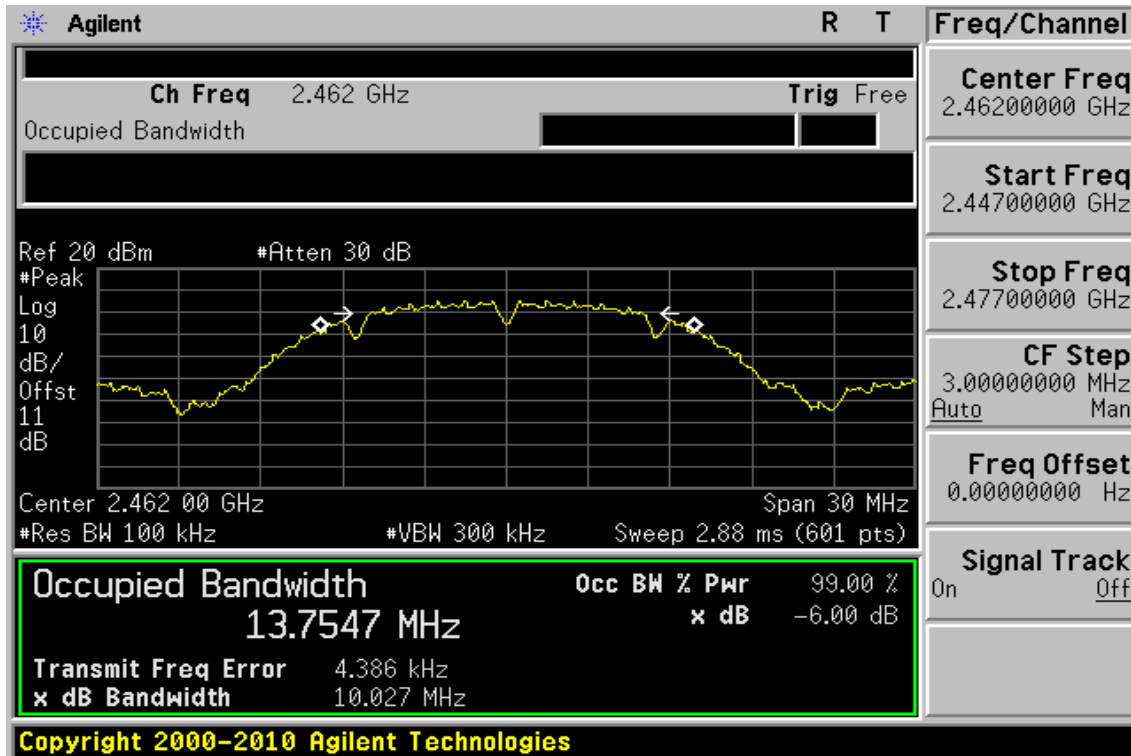 Agilent R T
Ch Freq 2.462 GHz Trig Free
Occupied Bandwidth
Ref 20 dBm #Atten 30 dB
#Peak
Log
10
dB/
Offst
11
dB
Center 2.462 00 GHz Span 30 MHz
#Res BW 100 kHz #VBW 300 kHz Sweep 2.88 ms (601 pts)
Occupied Bandwidth Occ BW % Pwr 99.00 %
13.7547 MHz x dB -6.00 dB
Transmit Freq Error 4.386 kHz
x dB Bandwidth 10.027 MHz
Copyright 2000-2010 Agilent Technologies
Freq/Channel
Center Freq
2.46200000 GHz
Start Freq
2.44700000 GHz
Stop Freq
2.47700000 GHz
CF Step
3.00000000 MHz
Auto Man
Freq Offset
0.00000000 Hz
Signal Track
On Off